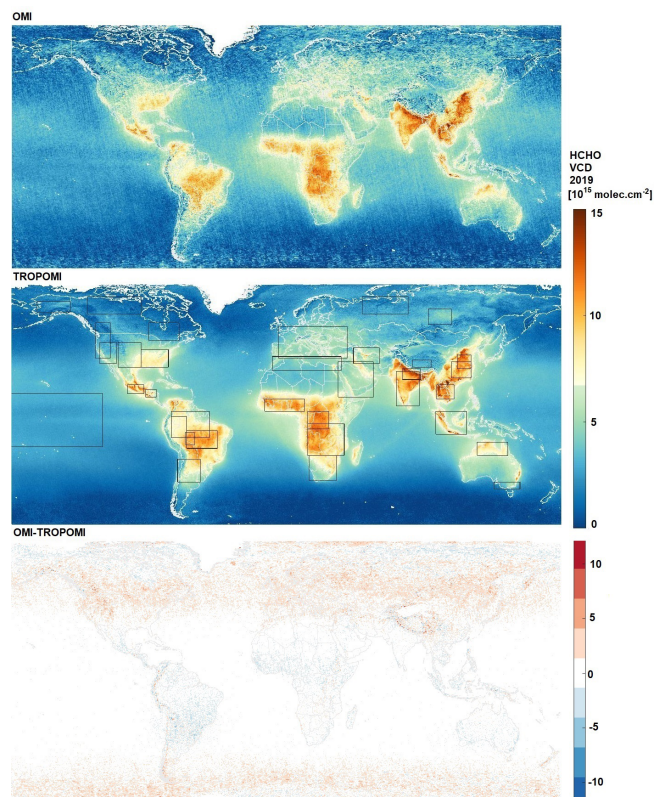 OMI
HCHO
VCD
2019
[10¹⁵ molec.cm⁻²]
15
10
5
0
TROPOMI
OMI-TROPOMI
10
5
0
-5
-10